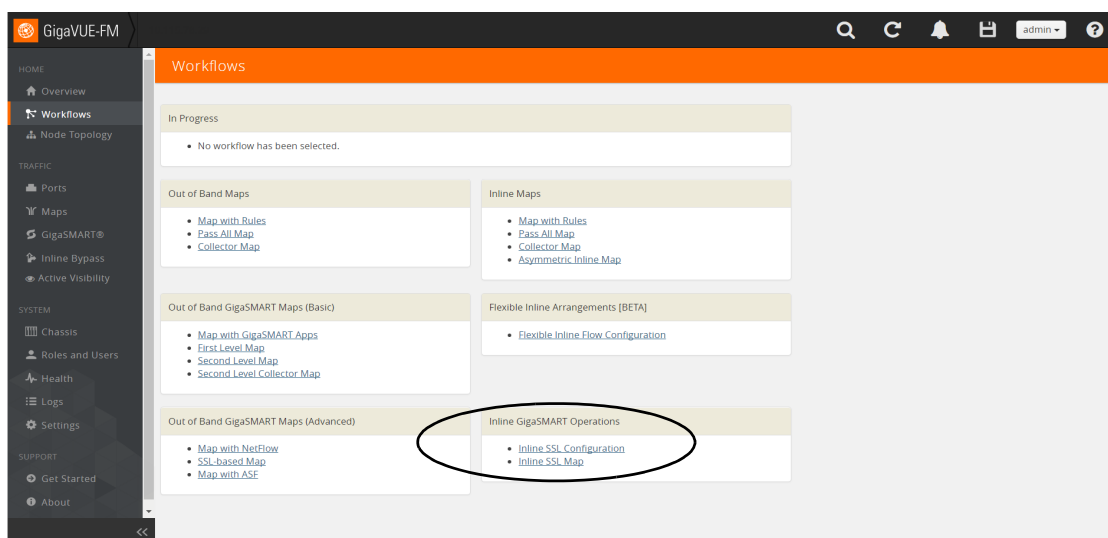 GigaVUE-FM
admin
HOME
Overview
Workflows
Node Topology
TRAFFIC
Ports
Maps
GigaSMART®
Inline Bypass
Active Visibility
SYSTEM
Chassis
Roles and Users
Health
Logs
Settings
SUPPORT
Get Started
About
<<
Workflows
In Progress
• No workflow has been selected.
Out of Band Maps
• Map with Rules
• Pass All Map
• Collector Map
Inline Maps
• Map with Rules
• Pass All Map
• Collector Map
• Asymmetric Inline Map
Out of Band GigaSMART Maps (Basic)
• Map with GigaSMART Apps
• First Level Map
• Second Level Map
• Second Level Collector Map
Flexible Inline Arrangements [BETA]
• Flexible Inline Flow Configuration
Out of Band GigaSMART Maps (Advanced)
• Map with NetFlow
• SSL-based Map
• Map with ASF
Inline GigaSMART Operations
• Inline SSL Configuration
• Inline SSL Map